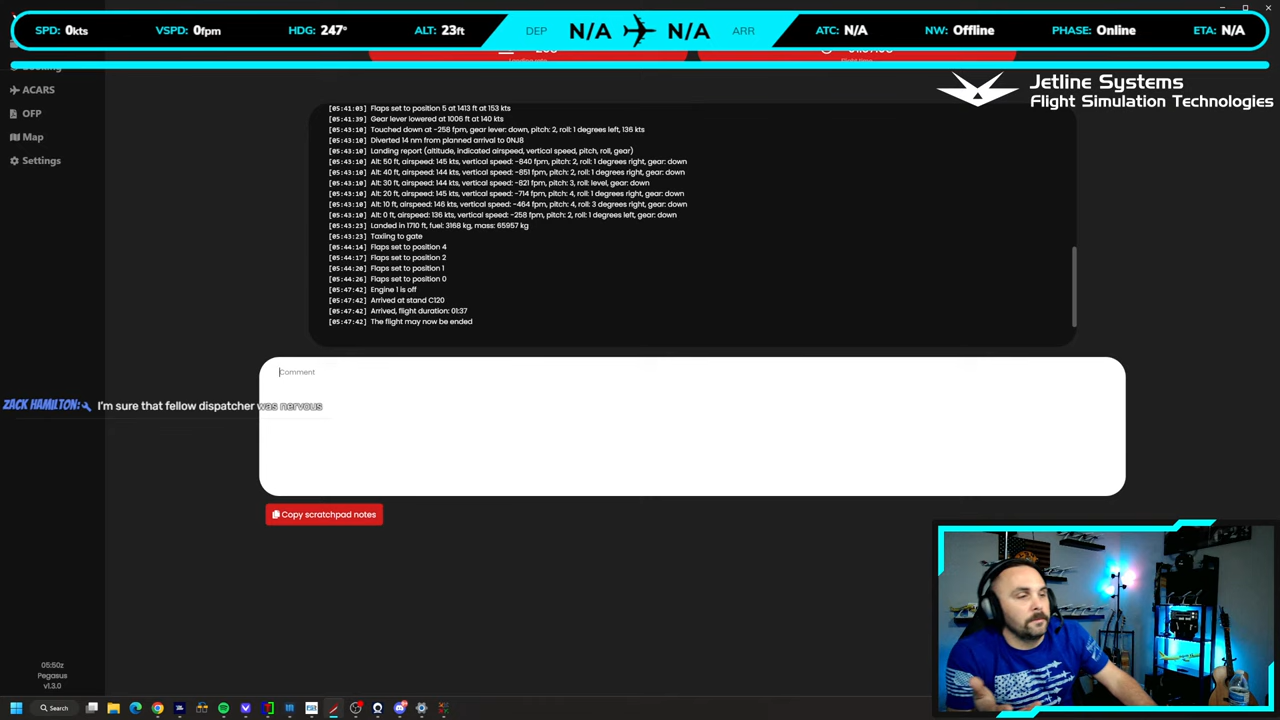 SPD: 0kts VSPD: 0fpm HDG: 247° ALT: 23ft DEP N/A N/A ARR ATC: N/A NW: Offline PHASE: Online ETA: N/A
Jetline Systems
Flight Simulation Technologies
ACARS
OFP
Map
Settings
[05:41:03] Flaps set to position 5 at 1413 ft at 153 kts
[05:41:39] Gear lever lowered at 1006 ft at 140 kts
[05:43:10] Touched down at -258 fpm, gear lever: down, pitch: 2, roll: 1 degrees left, 136 kts
[05:43:10] Diverted 14 nm from planned arrival to 0NJ8
[05:43:10] Landing report (altitude, indicated airspeed, vertical speed, pitch, roll, gear)
[05:43:10] Alt: 50 ft, airspeed: 145 kts, vertical speed: -840 fpm, pitch: 2, roll: 1 degrees right, gear: down
[05:43:10] Alt: 40 ft, airspeed: 144 kts, vertical speed: -851 fpm, pitch: 2, roll: 1 degrees right, gear: down
[05:43:10] Alt: 30 ft, airspeed: 144 kts, vertical speed: -821 fpm, pitch: 3, roll: level, gear: down
[05:43:10] Alt: 20 ft, airspeed: 145 kts, vertical speed: -714 fpm, pitch: 4, roll: 1 degrees right, gear: down
[05:43:10] Alt: 10 ft, airspeed: 146 kts, vertical speed: -464 fpm, pitch: 4, roll: 3 degrees right, gear: down
[05:43:10] Alt: 0 ft, airspeed: 136 kts, vertical speed: -258 fpm, pitch: 2, roll: 1 degrees left, gear: down
[05:43:23] Landed in 1710 ft, fuel: 3168 kg, mass: 65957 kg
[05:43:23] Taxiing to gate
[05:44:14] Flaps set to position 4
[05:44:17] Flaps set to position 2
[05:44:20] Flaps set to position 1
[05:44:26] Flaps set to position 0
[05:47:42] Engine 1 is off
[05:47:42] Arrived at stand C120
[05:47:42] Arrived, flight duration: 01:37
[05:47:42] The flight may now be ended
Comment
ZACK HAMILTON: I'm sure that fellow dispatcher was nervous
Copy scratchpad notes
05:50z
Pegasus
v1.3.0
Search